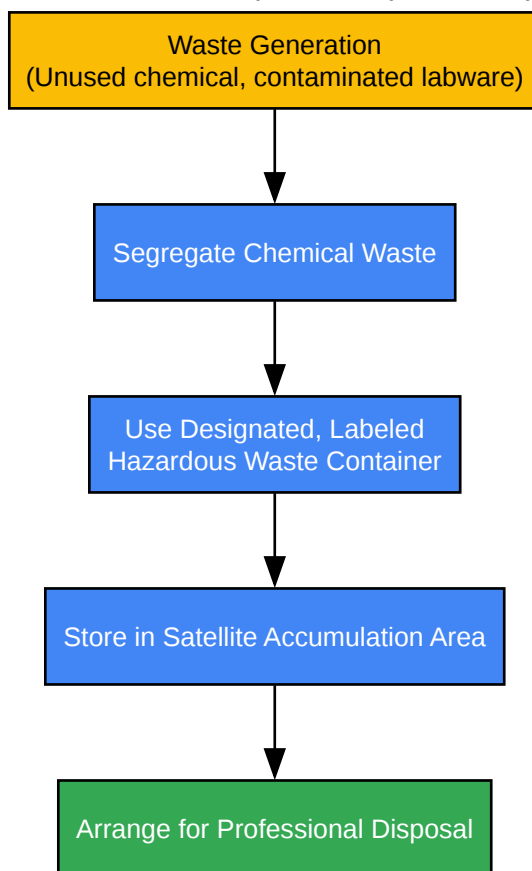 Waste Generation
(Unused chemical, contaminated labware)
Segregate Chemical Waste
Use Designated, Labeled
Hazardous Waste Container
Store in Satellite Accumulation Area
Arrange for Professional Disposal